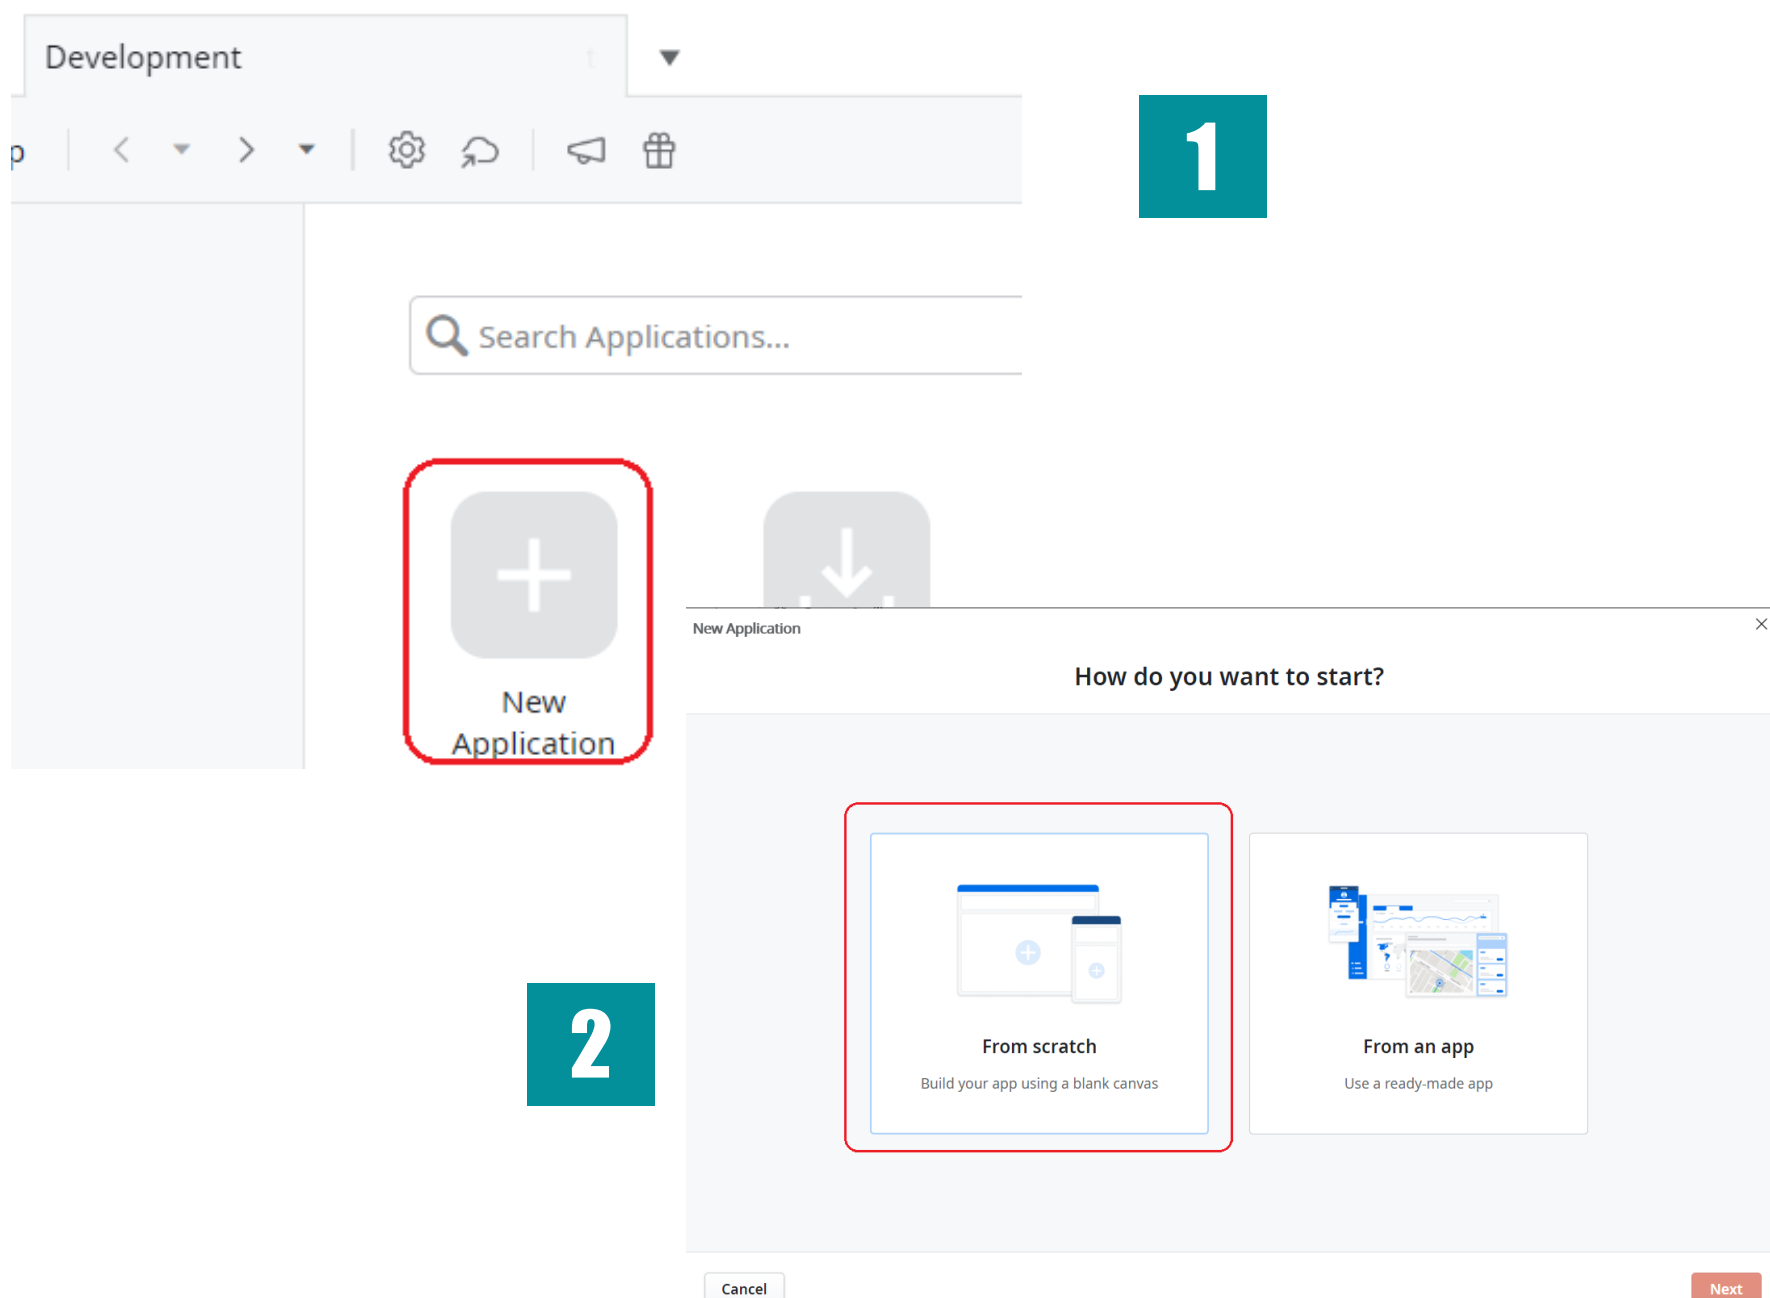 Development
p
1
Search Applications...
New
Application
New Application
How do you want to start?
2
From scratch
Build your app using a blank canvas
From an app
Use a ready-made app
Cancel
Next